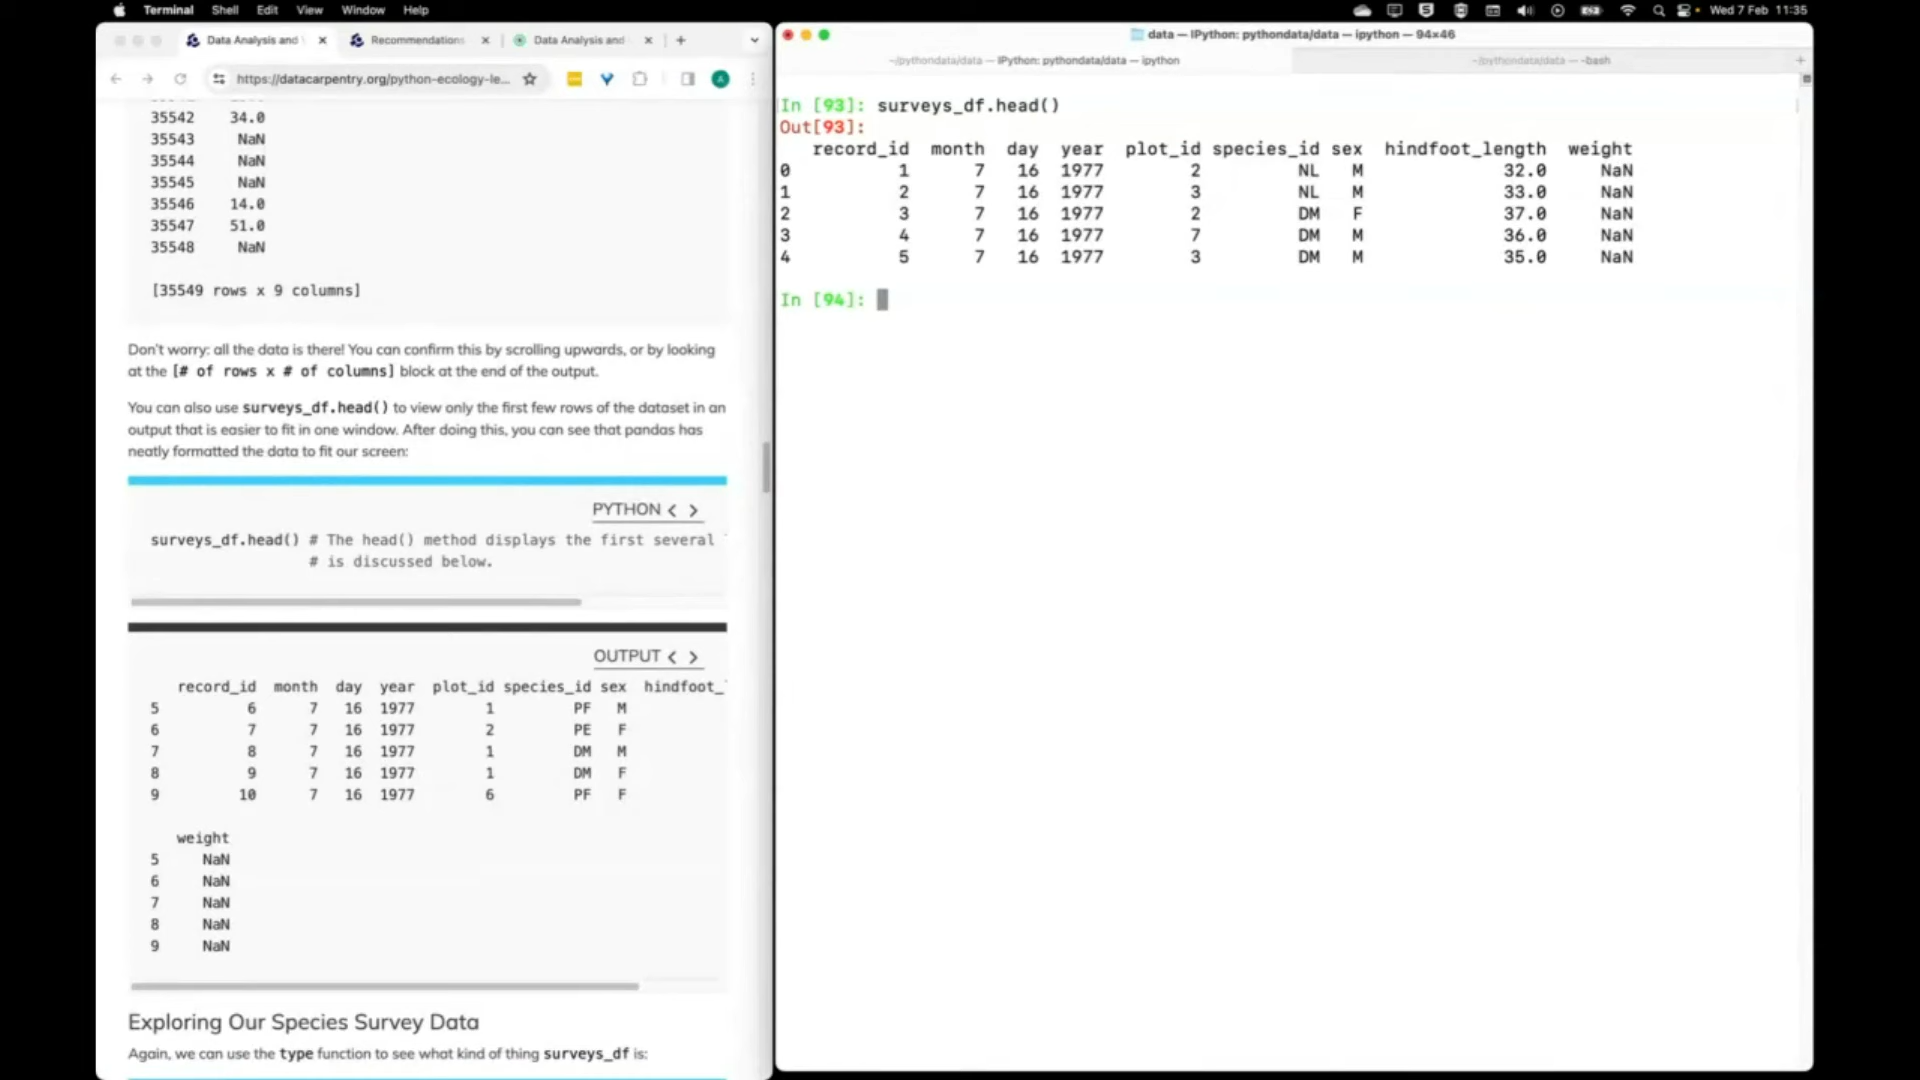 Terminal Shell Edit View Window Help
Wed 7 Feb 11:35
Data Analysis and
Recommendations
Data Analysis and
https://datacarpentry.org/python-ecology-le...
A
35542 34.0
35543 NaN
35544 NaN
35545 NaN
35546 14.0
35547 51.0
35548 NaN
[35549 rows x 9 columns]
Don't worry: all the data is there! You can confirm this by scrolling upwards, or by looking
at the [# of rows x # of columns] block at the end of the output.
You can also use surveys_df.head() to view only the first few rows of the dataset in an
output that is easier to fit in one window. After doing this, you can see that pandas has
neatly formatted the data to fit our screen:
PYTHON < >
surveys_df.head() # The head() method displays the first several
# is discussed below.
OUTPUT < >
record_id month day year plot_id species_id sex hindfoot_
5 6 7 16 1977 1 PF M
6 7 7 16 1977 2 PE F
7 8 7 16 1977 1 DM M
8 9 7 16 1977 1 DM F
9 10 7 16 1977 6 PF F
weight
5 NaN
6 NaN
7 NaN
8 NaN
9 NaN
Exploring Our Species Survey Data
Again, we can use the type function to see what kind of thing surveys_df is:
data — IPython: pythondata/data — ipython — 94×46
~/pythondata/data — IPython: pythondata/data — ipython
~/pythondata/data — -bash
In [93]: surveys_df.head()
Out[93]:
record_id month day year plot_id species_id sex hindfoot_length weight
0 1 7 16 1977 2 NL M 32.0 NaN
1 2 7 16 1977 3 NL M 33.0 NaN
2 3 7 16 1977 2 DM F 37.0 NaN
3 4 7 16 1977 7 DM M 36.0 NaN
4 5 7 16 1977 3 DM M 35.0 NaN
In [94]: